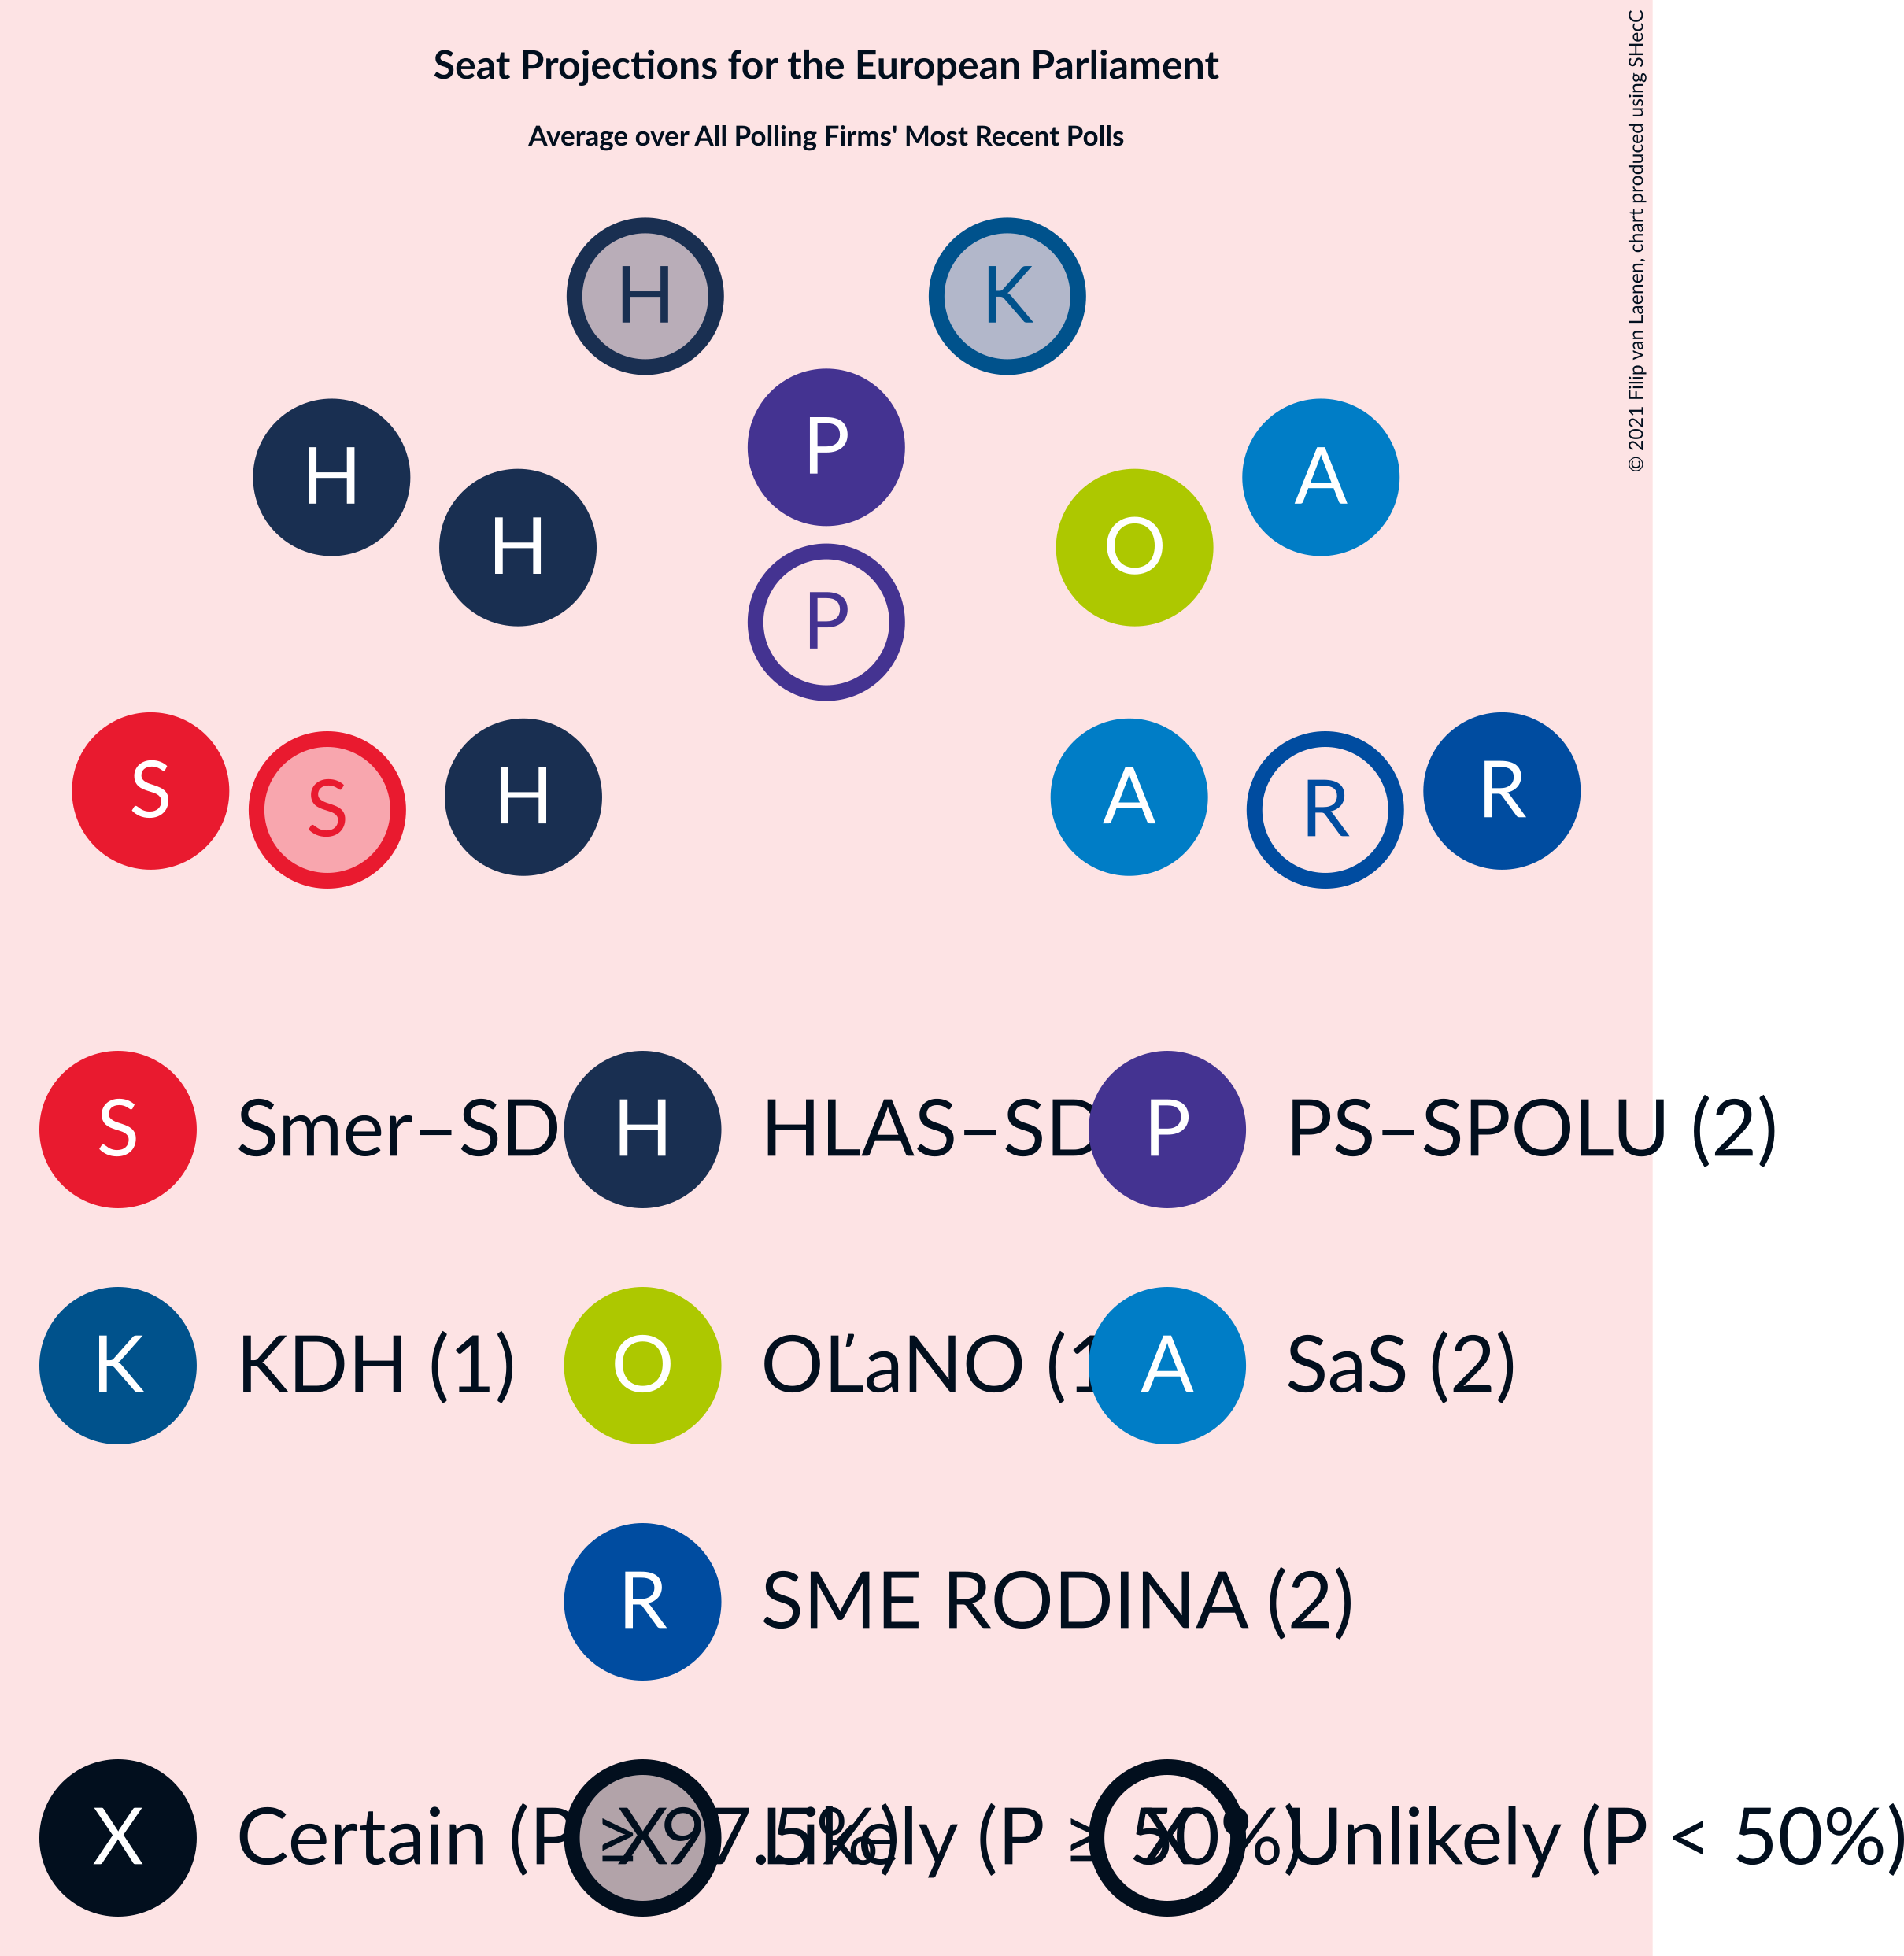 Seat Projections for the European Parliament
Average over All Polling Firms' Most Recent Polls
© 2021 Filip van Laenen, chart produced using SHecC
H K
P
H A
H O
P
S R
S R
H A
S Smer–SD H HLAS–SD P PS–SPOLU (2)
K KDH (1) O OĽaNO (1 A SaS (2)
R SME RODINA (2)
X Certain (P ≥ 97.5%) X Likely (P ≥ 50%) X Unlikely (P < 50%)